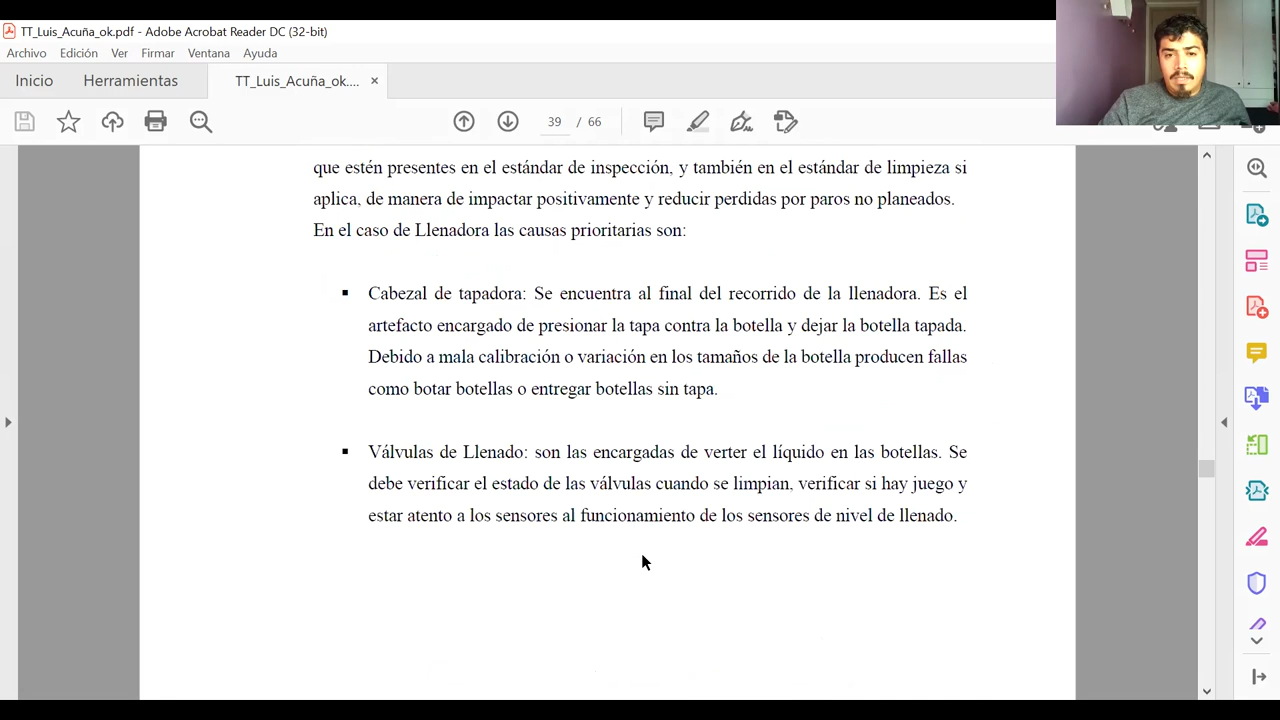 TT_Luis_Acuña_ok.pdf - Adobe Acrobat Reader DC (32-bit)
Archivo Edición Ver Firmar Ventana Ayuda
Inicio Herramientas TT_Luis_Acuña_ok.... ×
39 / 66
que estén presentes en el estándar de inspección, y también en el estándar de limpieza si
aplica, de manera de impactar positivamente y reducir perdidas por paros no planeados.
En el caso de Llenadora las causas prioritarias son:
▪ Cabezal de tapadora: Se encuentra al final del recorrido de la llenadora. Es el
artefacto encargado de presionar la tapa contra la botella y dejar la botella tapada.
Debido a mala calibración o variación en los tamaños de la botella producen fallas
como botar botellas o entregar botellas sin tapa.
▪ Válvulas de Llenado: son las encargadas de verter el líquido en las botellas. Se
debe verificar el estado de las válvulas cuando se limpian, verificar si hay juego y
estar atento a los sensores al funcionamiento de los sensores de nivel de llenado.